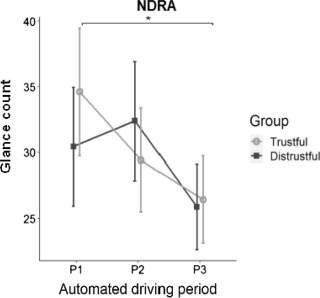 NDRA
*
40
35
30
25
Glance count
P1 P2 P3
Automated driving period
Group
Trustful
Distrustful